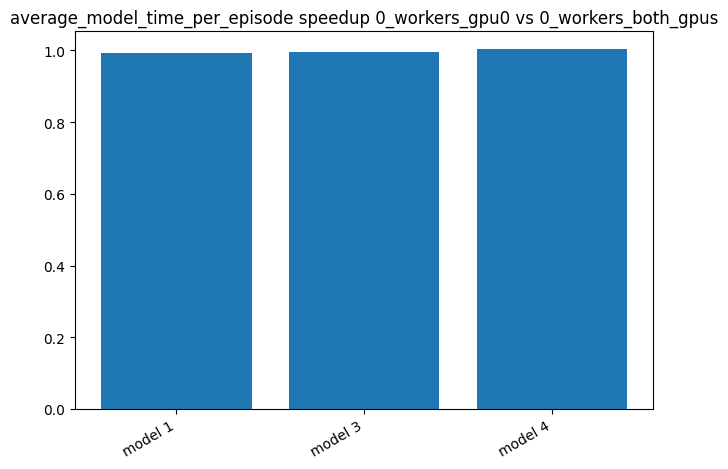 average_model_time_per_episode speedup 0_workers_gpu0 vs 0_workers_both_gpus
1.0
0.8
0.6
0.4
0.2
0.0
model 1
model 3
model 4